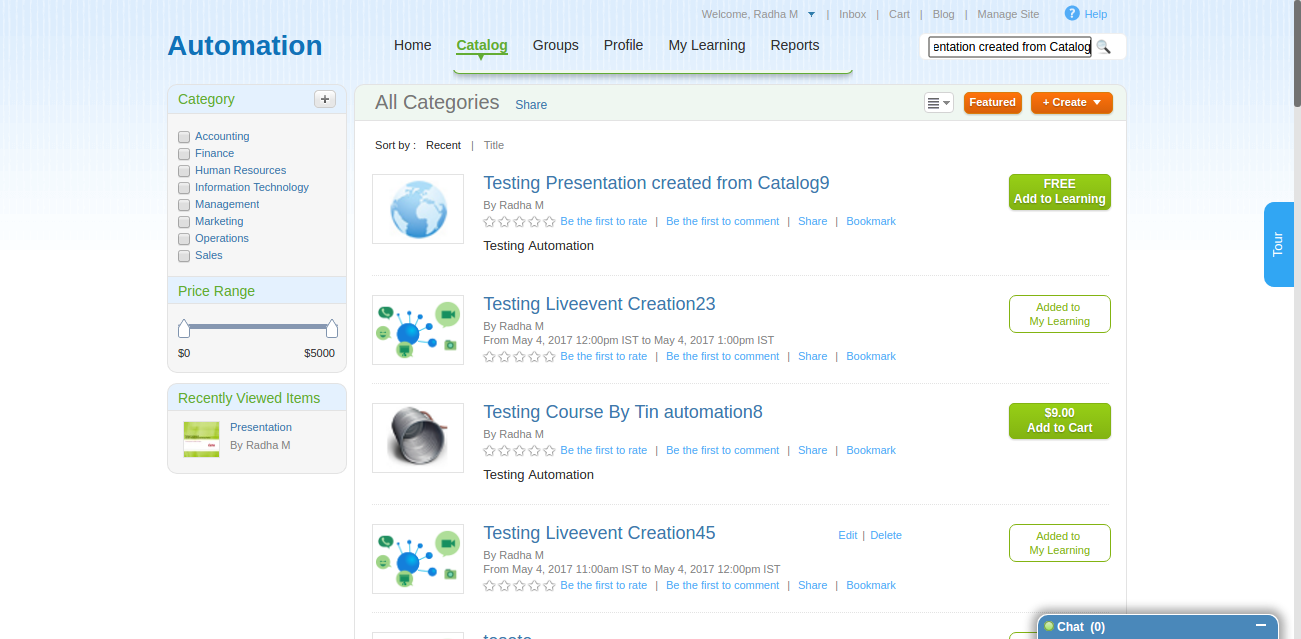 Welcome, Radha M | Inbox | Cart | Blog | Manage Site ? Help
Automation
Home Catalog Groups Profile My Learning Reports
entation created from Catalog
Category +
Accounting
Finance
Human Resources
Information Technology
Management
Marketing
Operations
Sales
Price Range
$0 $5000
Recently Viewed Items
Presentation
By Radha M
All Categories Share
Featured
+ Create
Sort by : Recent | Title
Testing Presentation created from Catalog9
By Radha M
Be the first to rate | Be the first to comment | Share | Bookmark
Testing Automation
FREE
Add to Learning
Testing Liveevent Creation23
By Radha M
From May 4, 2017 12:00pm IST to May 4, 2017 1:00pm IST
Be the first to rate | Be the first to comment | Share | Bookmark
Added to
My Learning
Testing Course By Tin automation8
By Radha M
Be the first to rate | Be the first to comment | Share | Bookmark
Testing Automation
$9.00
Add to Cart
Testing Liveevent Creation45
Edit | Delete
By Radha M
From May 4, 2017 11:00am IST to May 4, 2017 12:00pm IST
Be the first to rate | Be the first to comment | Share | Bookmark
Added to
My Learning
Tour
Chat (0)